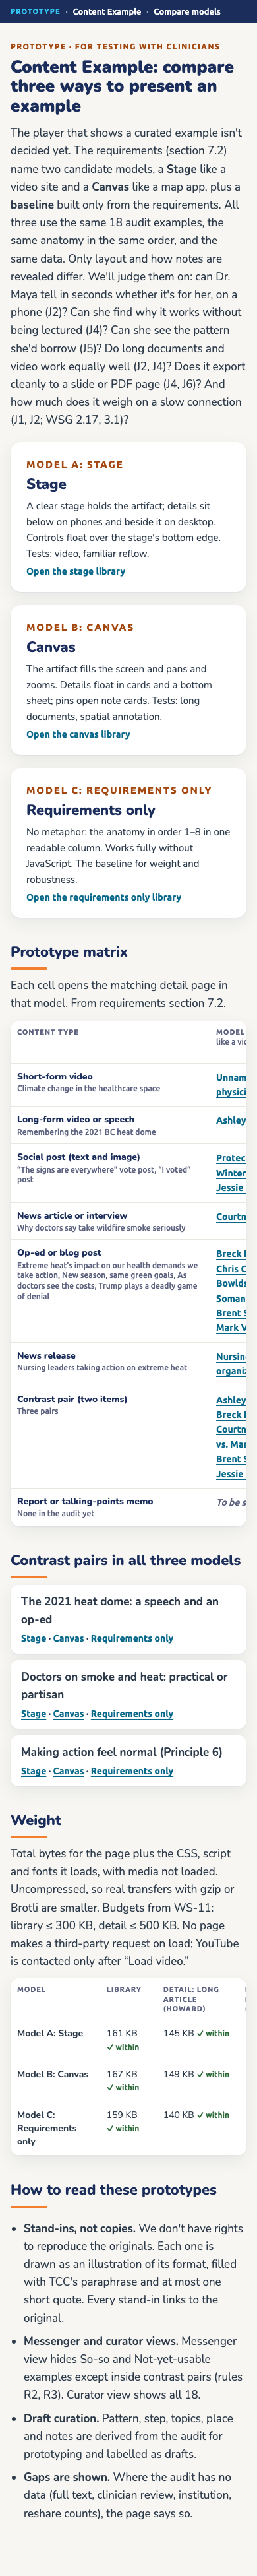 PROTOTYPE · Content Example · Compare models
PROTOTYPE · FOR TESTING WITH CLINICIANS
Content Example: compare
three ways to present an
example
The player that shows a curated example isn't
decided yet. The requirements (section 7.2)
name two candidate models, a Stage like a
video site and a Canvas like a map app, plus a
baseline built only from the requirements. All
three use the same 18 audit examples, the
same anatomy in the same order, and the
same data. Only layout and how notes are
revealed differ. We'll judge them on: can Dr.
Maya tell in seconds whether it's for her, on a
phone (J2)? Can she find why it works without
being lectured (J4)? Can she see the pattern
she'd borrow (J5)? Do long documents and
video work equally well (J2, J4)? Does it export
cleanly to a slide or PDF page (J4, J6)? And
how much does it weigh on a slow connection
(J1, J2; WSG 2.17, 3.1)?
MODEL A: STAGE
Stage
A clear stage holds the artifact; details sit
below on phones and beside it on desktop.
Controls float over the stage's bottom edge.
Tests: video, familiar reflow.
Open the stage library
MODEL B: CANVAS
Canvas
The artifact fills the screen and pans and
zooms. Details float in cards and a bottom
sheet; pins open note cards. Tests: long
documents, spatial annotation.
Open the canvas library
MODEL C: REQUIREMENTS ONLY
Requirements only
No metaphor: the anatomy in order 1–8 in one
readable column. Works fully without
JavaScript. The baseline for weight and
robustness.
Open the requirements only library
Prototype matrix
Each cell opens the matching detail page in
that model. From requirements section 7.2.
CONTENT TYPE
MODEL
like a vi
Short-form video
Climate change in the healthcare space
Unnam
physici
Long-form video or speech
Remembering the 2021 BC heat dome
Ashley
Social post (text and image)
"The signs are everywhere" vote post, "I voted"
post
Protec
Winter
Jessie
News article or interview
Why doctors say take wildfire smoke seriously
Courtn
Op-ed or blog post
Extreme heat's impact on our health demands we
take action, New season, same green goals, As
doctors see the costs, Trump plays a deadly game
of denial
Breck L
Chris C
Bowlds
Soman
Brent S
Mark V
News release
Nursing leaders taking action on extreme heat
Nursin
organiz
Contrast pair (two items)
Three pairs
Ashley
Breck L
Courtn
vs. Mar
Brent S
Jessie
Report or talking-points memo
None in the audit yet
To be s
Contrast pairs in all three models
The 2021 heat dome: a speech and an
op-ed
Stage · Canvas · Requirements only
Doctors on smoke and heat: practical or
partisan
Stage · Canvas · Requirements only
Making action feel normal (Principle 6)
Stage · Canvas · Requirements only
Weight
Total bytes for the page plus the CSS, script
and fonts it loads, with media not loaded.
Uncompressed, so real transfers with gzip or
Brotli are smaller. Budgets from WS-11:
library ≤ 300 KB, detail ≤ 500 KB. No page
makes a third-party request on load; YouTube
is contacted only after “Load video.”
MODEL LIBRARY DETAIL: LONG
ARTICLE
(HOWARD)
Model A: Stage 161 KB 145 KB ✓ within
✓ within
Model B: Canvas 167 KB 149 KB ✓ within
✓ within
Model C: 159 KB 140 KB ✓ within
Requirements ✓ within
only
How to read these prototypes
• Stand-ins, not copies. We don't have rights
to reproduce the originals. Each one is
drawn as an illustration of its format, filled
with TCC's paraphrase and at most one
short quote. Every stand-in links to the
original.
• Messenger and curator views. Messenger
view hides So-so and Not-yet-usable
examples except inside contrast pairs (rules
R2, R3). Curator view shows all 18.
• Draft curation. Pattern, step, topics, place
and notes are derived from the audit for
prototyping and labelled as drafts.
• Gaps are shown. Where the audit has no
data (full text, clinician review, institution,
reshare counts), the page says so.